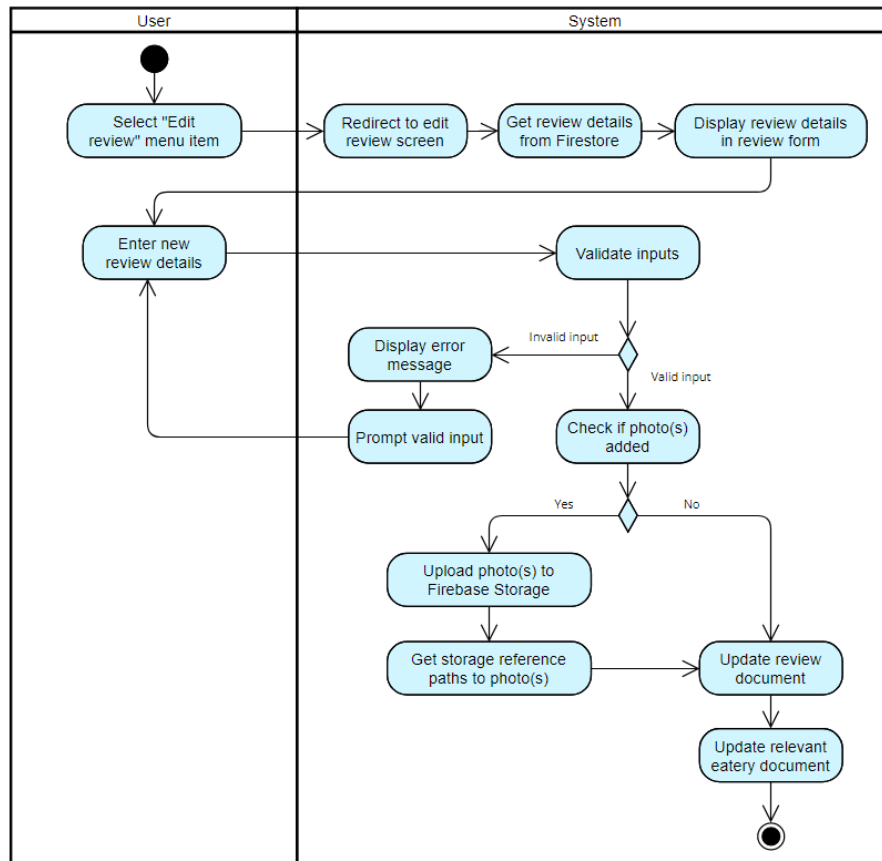 User
System
Select "Edit
review" menu item
Redirect to edit
review screen
Get review details
from Firestore
Display review details
in review form
Enter new
review details
Validate inputs
Invalid input
Display error
message
Valid input
Prompt valid input
Check if photo(s)
added
Yes
No
Upload photo(s) to
Firebase Storage
Get storage reference
paths to photo(s)
Update review
document
Update relevant
eatery document